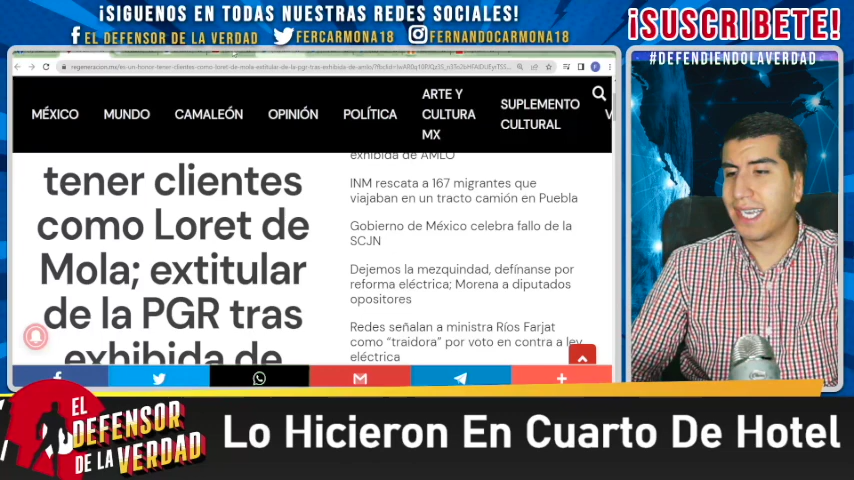 ¡SIGUENOS EN TODAS NUESTRAS REDES SOCIALES!
EL DEFENSOR DE LA VERDAD
FERCARMONA18
FERNANDOCARMONA18
¡SUSCRIBETE!
#DEFENDIENDOLAVERDAD
MÉXICO
MUNDO
CAMALEÓN
OPINIÓN
POLÍTICA
ARTE Y
CULTURA
MX
SUPLEMENTO
CULTURAL
tener clientes
como Loret de
Mola; extitular
de la PGR tras
exhibida de
exhibida de AMLO
INM rescata a 167 migrantes que
viajaban en un tracto camión en Puebla
Gobierno de México celebra fallo de la
SCJN
Dejemos la mezquindad, defínanse por
reforma eléctrica; Morena a diputados
opositores
Redes señalan a ministra Ríos Farjat
como “traidora” por voto en contra a ley
eléctrica
EL
DEFENSOR
DE LA VERDAD
Lo Hicieron En Cuarto De Hotel